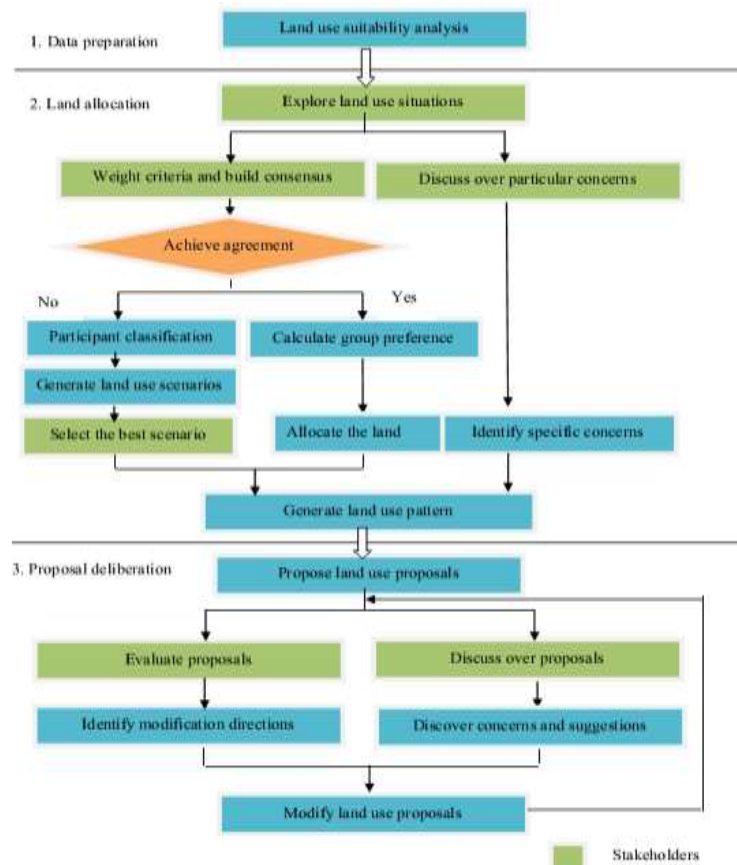 Land use suitability analysis
1. Data preparation
2. Land allocation
Explore land use situations
Weight criteria and build consensus
Discuss over particular concerns
Achieve agreement
No
Yes
Participant classification
Calculate group preference
Generate land use scenarios
Select the best scenario
Allocate the land
Identify specific concerns
Generate land use pattern
3. Proposal deliberation
Propose land use proposals
Evaluate proposals
Discuss over proposals
Identify modification directions
Discover concerns and suggestions
Modify land use proposals
Stakeholders